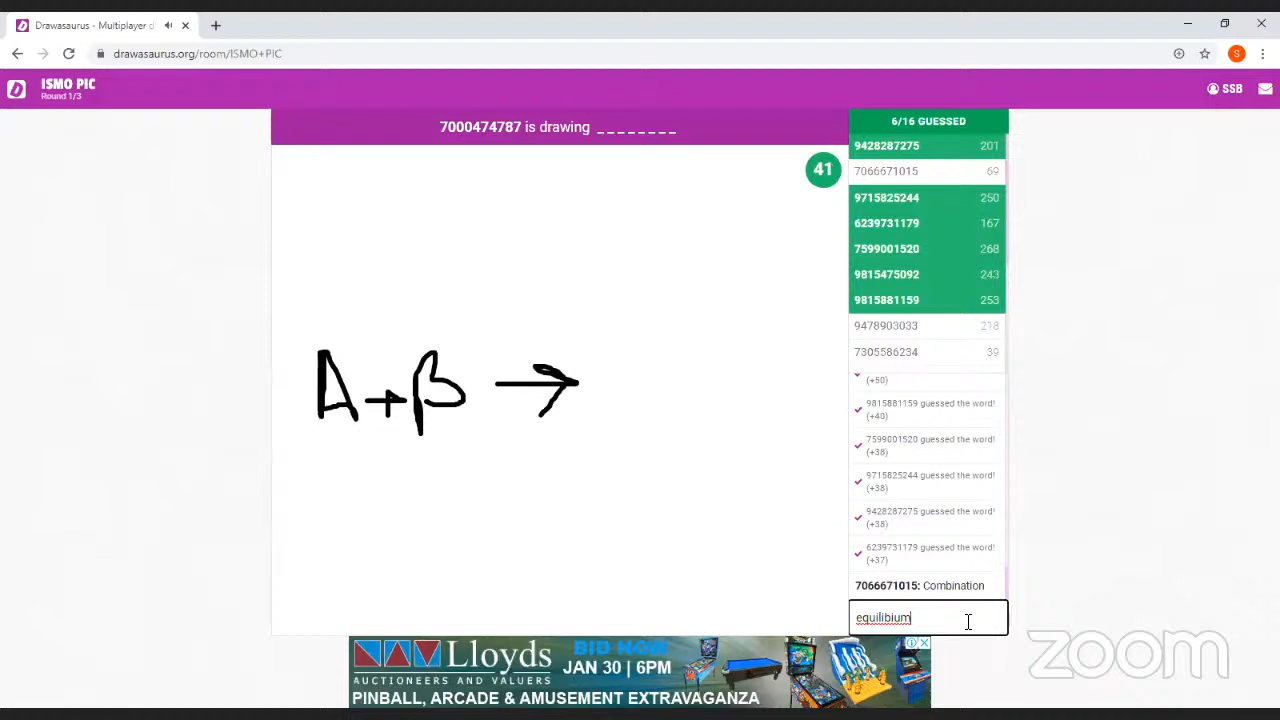 Drawasaurus - Multiplayer d
drawasaurus.org/room/ISMO+PIC
S
ISMO PIC
Round 1/3
SSB
7000474787 is drawing ________
41
6/16 GUESSED
9428287275 201
7066671015 69
9715825244 250
6239731179 167
7599001520 268
9815475092 243
9815881159 253
9478903033 218
7305586234 39
(+50)
9815881159 guessed the word!
(+40)
7599001520 guessed the word!
(+38)
9715825244 guessed the word!
(+38)
9428287275 guessed the word!
(+38)
6239731179 guessed the word!
(+37)
7066671015: Combination
equilibium
A+B →
Lloyds
AUCTIONEERS AND VALUERS
BID NOW
JAN 30 | 6PM
PINBALL, ARCADE & AMUSEMENT EXTRAVAGANZA
zoom